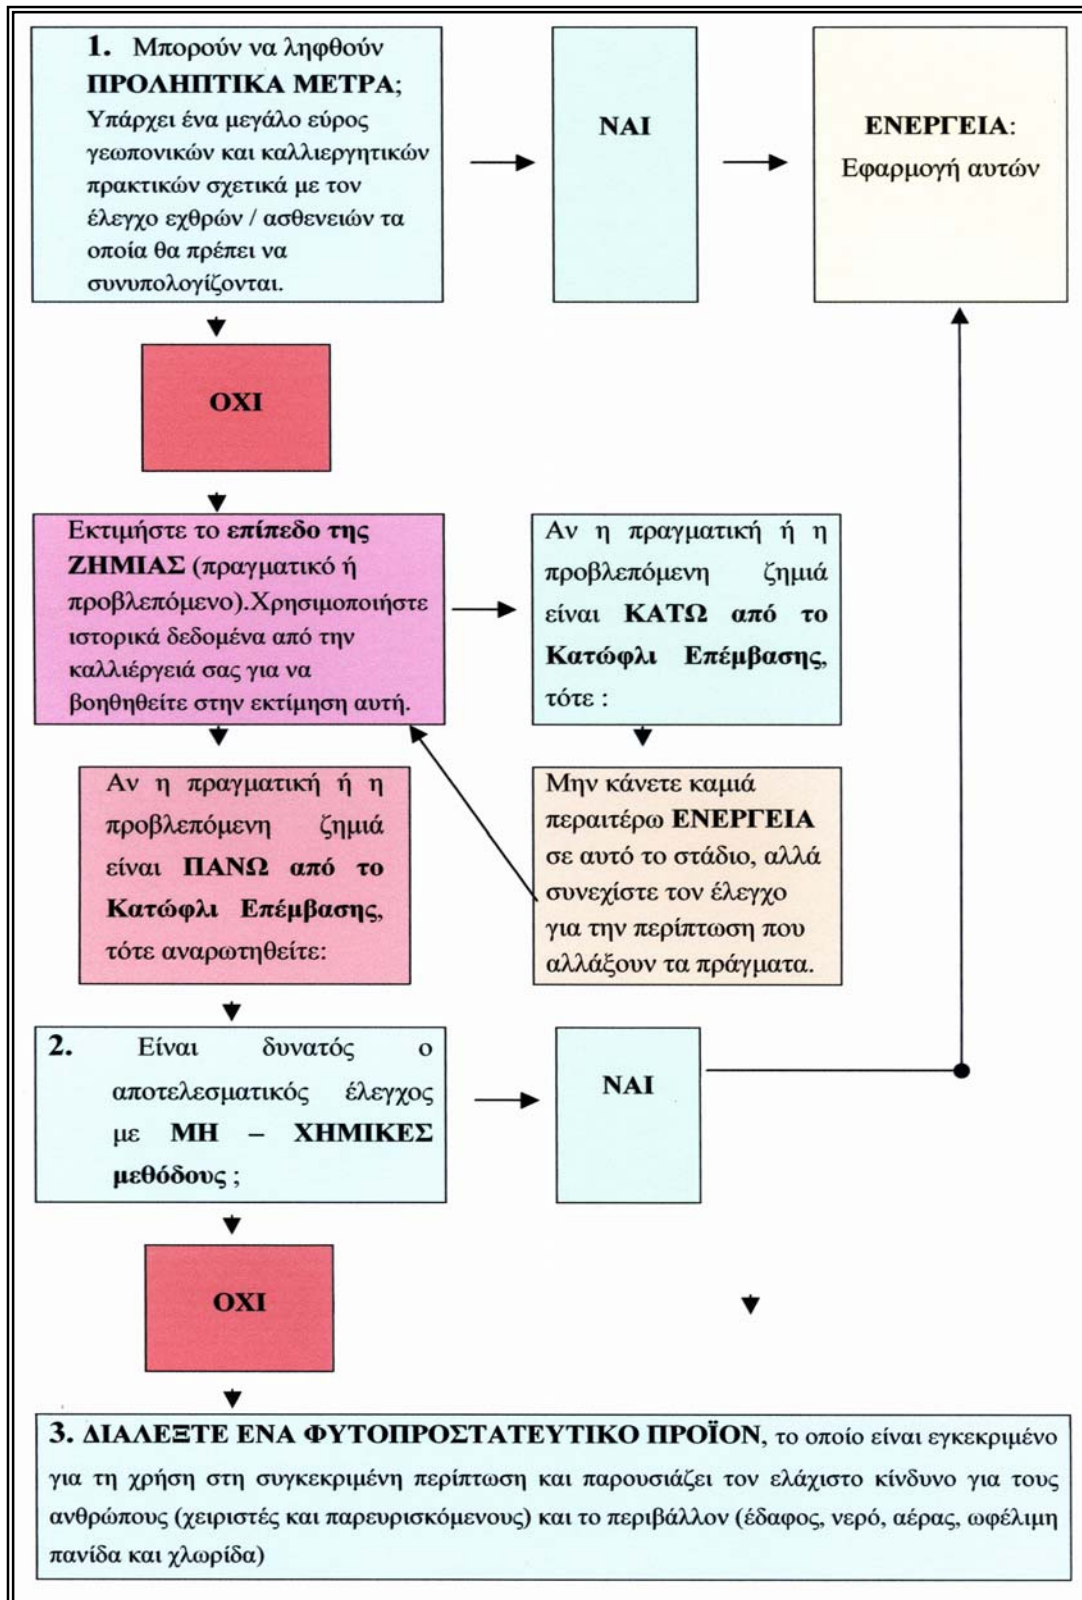 1. Μπορούν να ληφθούν
ΠΡΟΛΗΠΤΙΚΑ ΜΕΤΡΑ;
Υπάρχει ένα μεγάλο εύρος
γεωπονικών και καλλιεργητικών
πρακτικών σχετικά με τον
έλεγχο εχθρών / ασθενειών τα
οποία θα πρέπει να
συνυπολογίζονται.
ΝΑΙ
ΕΝΕΡΓΕΙΑ:
Εφαρμογή αυτών
ΟΧΙ
Εκτιμήστε το επίπεδο της
ΖΗΜΙΑΣ (πραγματικό ή
προβλεπόμενο).Χρησιμοποιήστε
ιστορικά δεδομένα από την
καλλιέργειά σας για να
βοηθηθείτε στην εκτίμηση αυτή.
Αν η πραγματική ή η
προβλεπόμενη ζημιά
είναι ΚΑΤΩ από το
Κατώφλι Επέμβασης,
τότε :
Αν η πραγματική ή η
προβλεπόμενη ζημιά
είναι ΠΑΝΩ από το
Κατώφλι Επέμβασης,
τότε αναρωτηθείτε:
Μην κάνετε καμιά
περαιτέρω ΕΝΕΡΓΕΙΑ
σε αυτό το στάδιο, αλλά
συνεχίστε τον έλεγχο
για την περίπτωση που
αλλάξουν τα πράγματα.
2. Είναι δυνατός ο
αποτελεσματικός έλεγχος
με ΜΗ – ΧΗΜΙΚΕΣ
μεθόδους ;
ΝΑΙ
ΟΧΙ
3. ΔΙΑΛΕΞΤΕ ΕΝΑ ΦΥΤΟΠΡΟΣΤΑΤΕΥΤΙΚΟ ΠΡΟΪΟΝ, το οποίο είναι εγκεκριμένο
για τη χρήση στη συγκεκριμένη περίπτωση και παρουσιάζει τον ελάχιστο κίνδυνο για τους
ανθρώπους (χειριστές και παρευρισκόμενους) και το περιβάλλον (έδαφος, νερό, αέρας, ωφέλιμη
πανίδα και χλωρίδα)